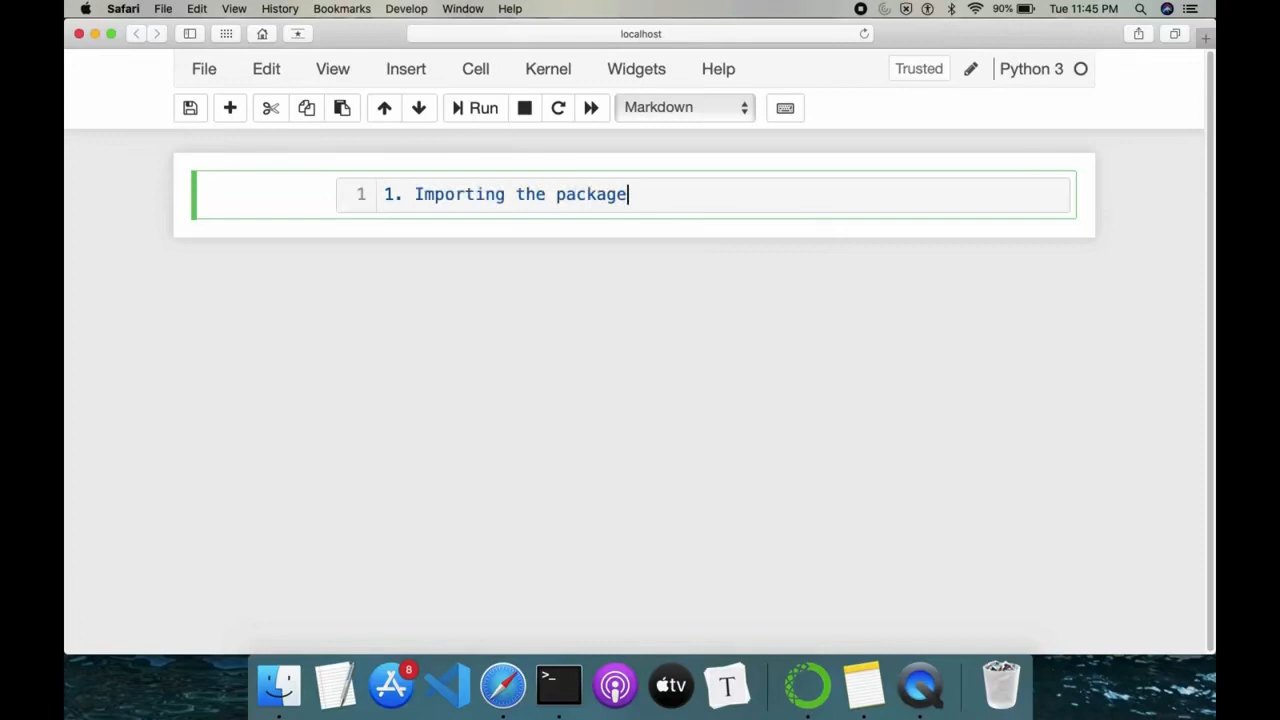 Safari File Edit View History Bookmarks Develop Window Help 90% Tue 11:45 PM
localhost
File Edit View Insert Cell Kernel Widgets Help Trusted Python 3
Run Markdown
1 1. Importing the package
8
>_
tv
T